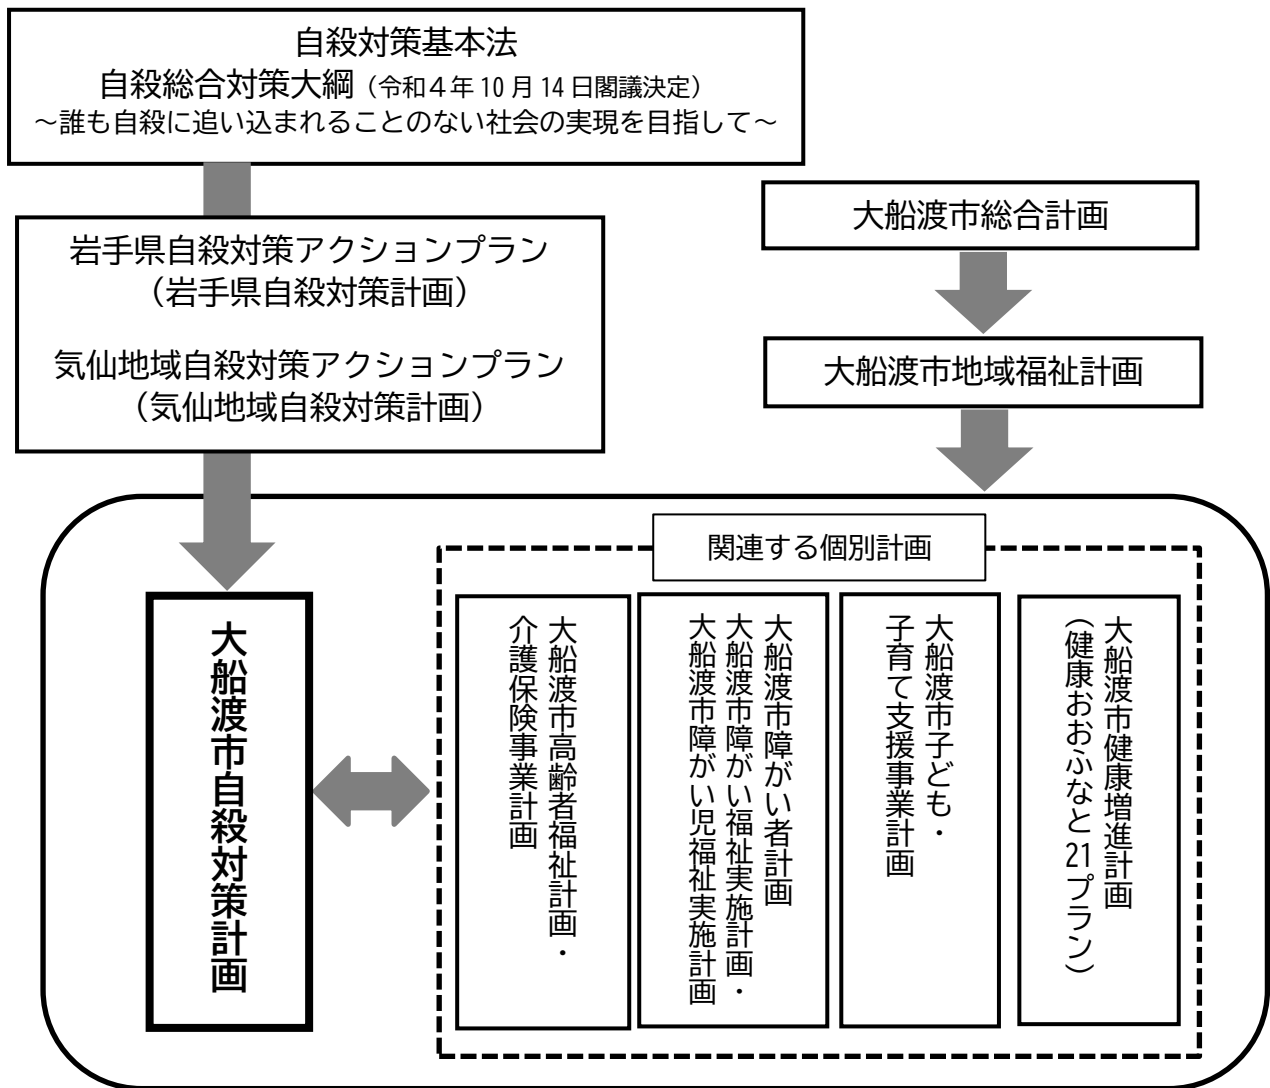 自殺対策基本法
自殺総合対策大綱（令和４年10月14日閣議決定）
～誰も自殺に追い込まれることのない社会の実現を目指して～
岩手県自殺対策アクションプラン
（岩手県自殺対策計画）
気仙地域自殺対策アクションプラン
（気仙地域自殺対策計画）
大船渡市総合計画
大船渡市地域福祉計画
関連する個別計画
大船渡市自殺対策計画
大船渡市高齢者福祉計画・
介護保険事業計画
大船渡市障がい者計画
大船渡市障がい福祉実施計画・
大船渡市障がい児福祉実施計画
大船渡市子ども・
子育て支援事業計画
大船渡市健康増進計画
（健康おおふなと21プラン）